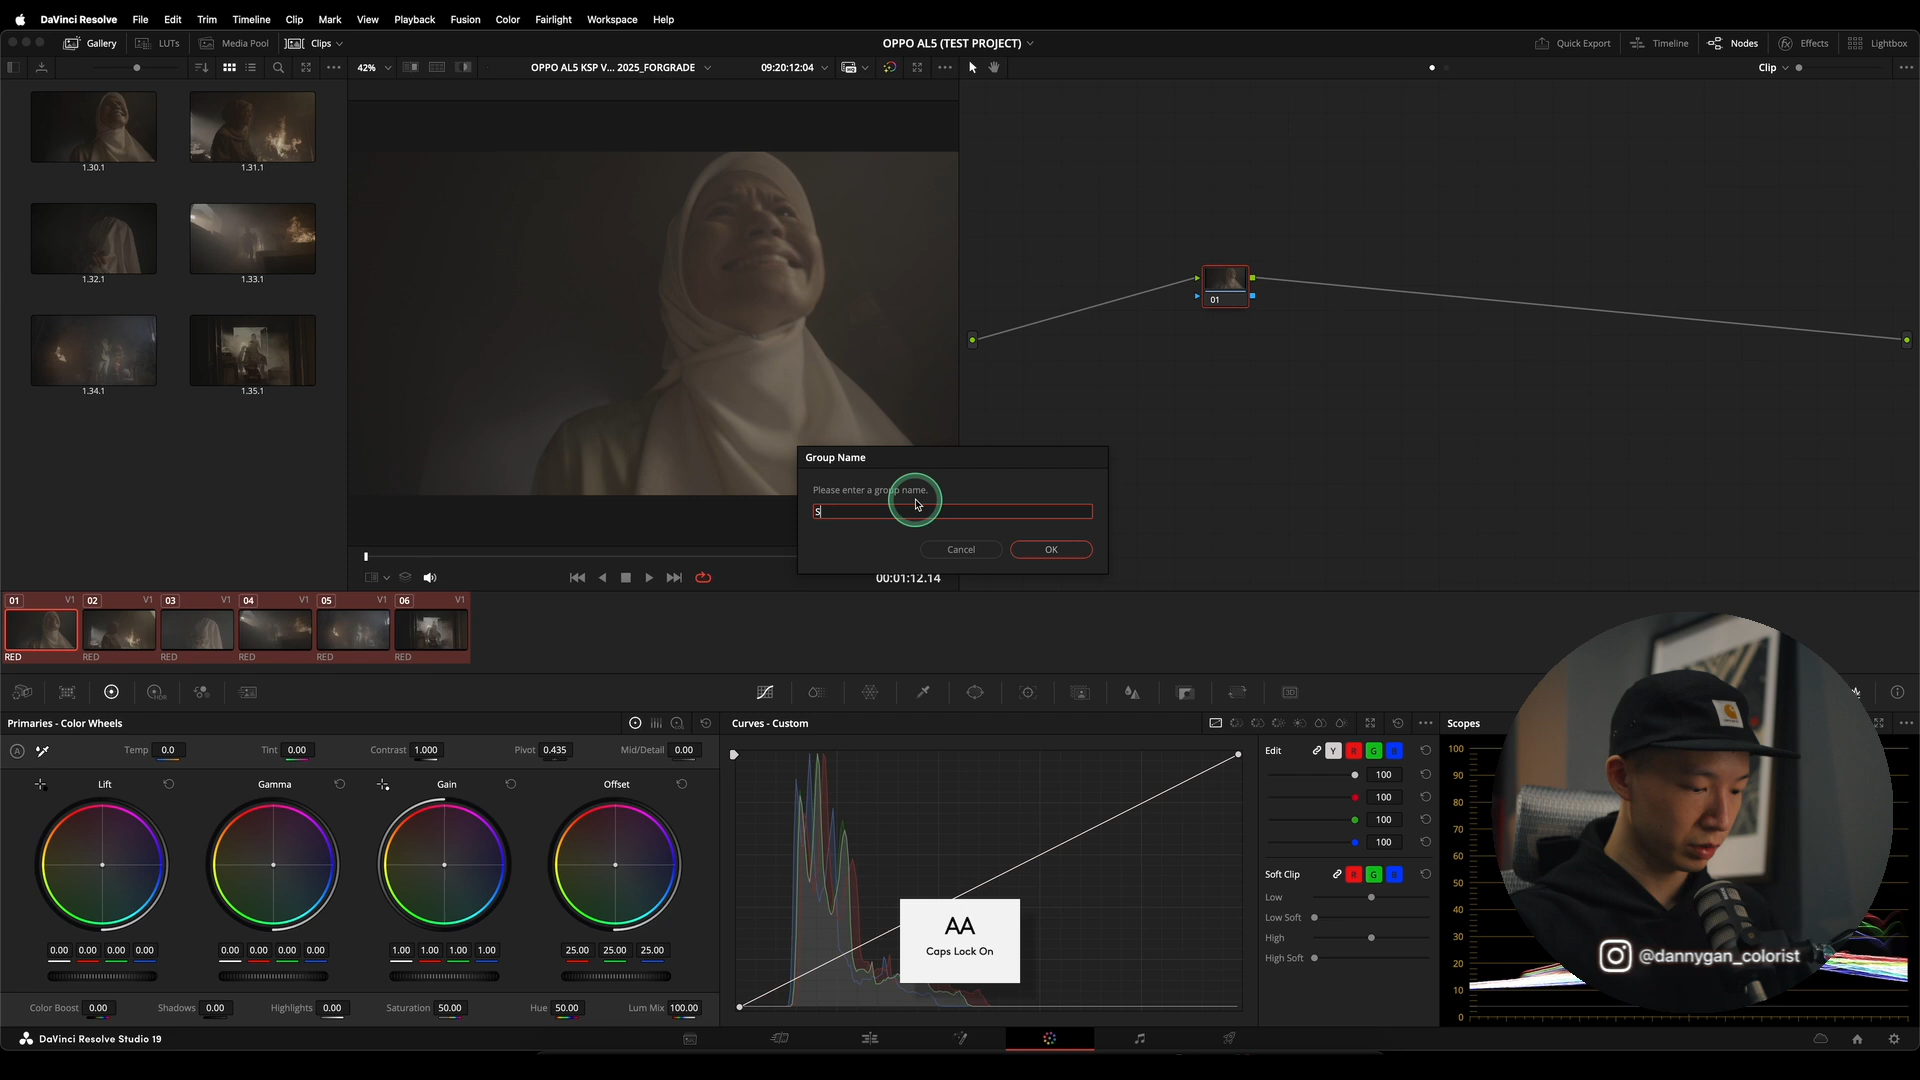 DaVinci Resolve File Edit Trim Timeline Clip Mark View Playback Fusion Color Fairlight Workspace Help
Gallery LUTs Media Pool Clips OPPO AL5 (TEST PROJECT) Quick Export Timeline Nodes Effects Lightbox
42% OPPO AL5 KSP V... 2025_FORGRADE 09:20:12:04 Clip
1.30.1 1.31.1
1.32.1 1.33.1
1.34.1 1.35.1
01
Group Name
Please enter a group name.
S
Cancel OK
00:01:12.14
01 V1 02 V1 03 V1 04 V1 05 V1 06 V1
RED RED RED RED RED RED
Primaries - Color Wheels Curves - Custom Scopes
Temp 0.0 Tint 0.00 Contrast 1.000 Pivot 0.435 Mid/Detail 0.00
Lift Gamma Gain Offset
0.00 0.00 0.00 0.00 0.00 0.00 0.00 0.00 1.00 1.00 1.00 1.00 25.00 25.00 25.00
Color Boost 0.00 Shadows 0.00 Highlights 0.00 Saturation 50.00 Hue 50.00 Lum Mix 100.00
Edit Y R G B
100
100
100
100
Soft Clip R G B
Low
Low Soft
High
High Soft
100
90
80
70
60
50
40
30
20
10
0
AA
Caps Lock On
Carhartt
@dannygan_colorist
DaVinci Resolve Studio 19